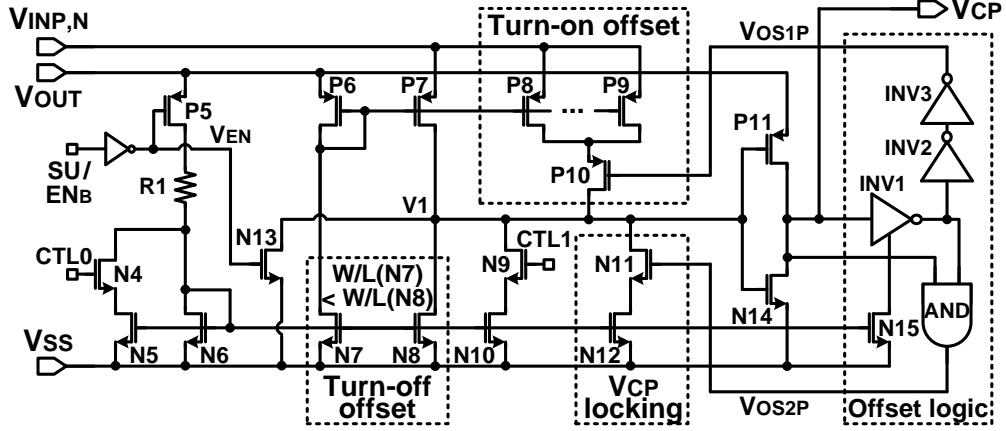 VINP,N
Turn-on offset
VCP
VOUT
VOS1P
P6
P7
P8
...
P9
INV3
P5
P11
VEN
INV2
SU/
ENB
R1
P10
INV1
V1
N13
CTL1
CTL0
N4
W/L(N7)
< W/L(N8)
N9
N11
N14
AND
N15
VSS
N5
N6
N7
N8
N10
N12
Turn-off
offset
VCP
locking
VOS2P
Offset logic